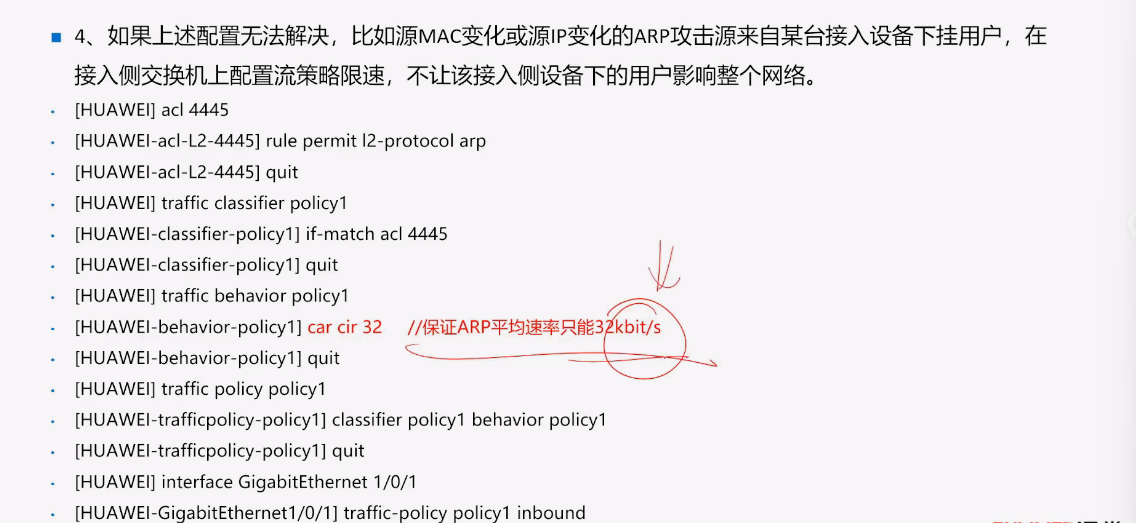 4、如果上述配置无法解决，比如源MAC变化或源IP变化的ARP攻击源来自某台接入设备下挂用户，在
接入侧交换机上配置流策略限速，不让该接入侧设备下的用户影响整个网络。
[HUAWEI] acl 4445
[HUAWEI-acl-L2-4445] rule permit l2-protocol arp
[HUAWEI-acl-L2-4445] quit
[HUAWEI] traffic classifier policy1
[HUAWEI-classifier-policy1] if-match acl 4445
[HUAWEI-classifier-policy1] quit
[HUAWEI] traffic behavior policy1
[HUAWEI-behavior-policy1] car cir 32 //保证ARP平均速率只能32kbit/s
[HUAWEI-behavior-policy1] quit
[HUAWEI] traffic policy policy1
[HUAWEI-trafficpolicy-policy1] classifier policy1 behavior policy1
[HUAWEI-trafficpolicy-policy1] quit
[HUAWEI] interface GigabitEthernet 1/0/1
[HUAWEI-GigabitEthernet1/0/1] traffic-policy policy1 inbound